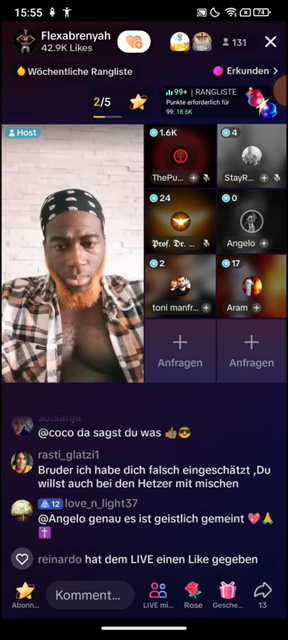 15:55
74
Flexabrenyah
42.9K Likes
131
Wöchentliche Rangliste
Erkunden >
2/5
99+ | RANGLISTE
Punkte erforderlich für
99: 18.6K
Host
1.6K
ThePu...
4
StayR...
24
Prof. Dr. ...
0
Angelo
2
toni manfr...
17
Aram
Anfragen
Anfragen
so.sanja
@coco da sagst du was
rasti_glatzi1
Bruder ich habe dich falsch eingeschätzt ,Du
willst auch bei den Hetzer mit mischen
12 love_n_light37
@Angelo genau es ist geistlich gemeint 💖🙏
✝️
reinardo hat dem LIVE einen Like gegeben
Komment...
Abonn...
LIVE mi...
Rose
Gesche...
13